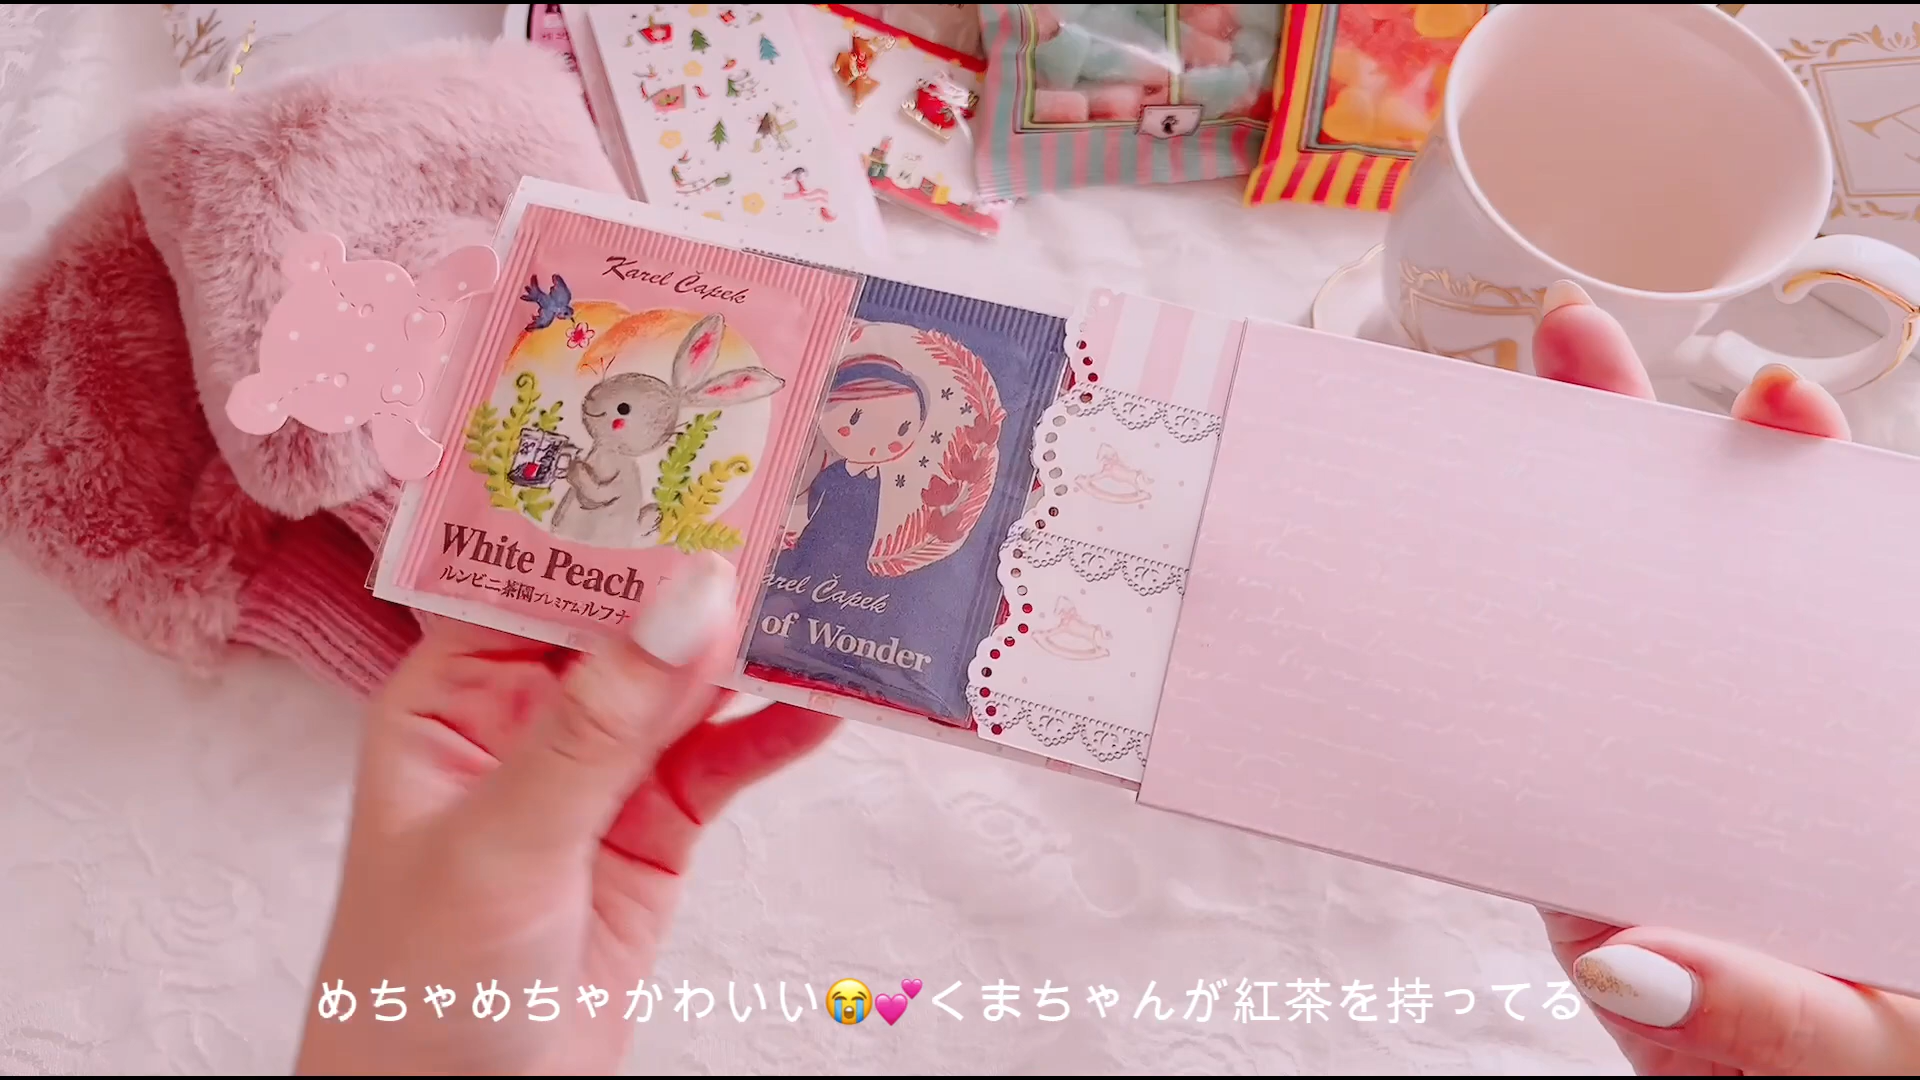 Karel Čapek
White Peach
ルンビニ茶園プレミアムルフナ
Čapek
of Wonder
めちゃめちゃかわいい😭💕くまちゃんが紅茶を持ってる